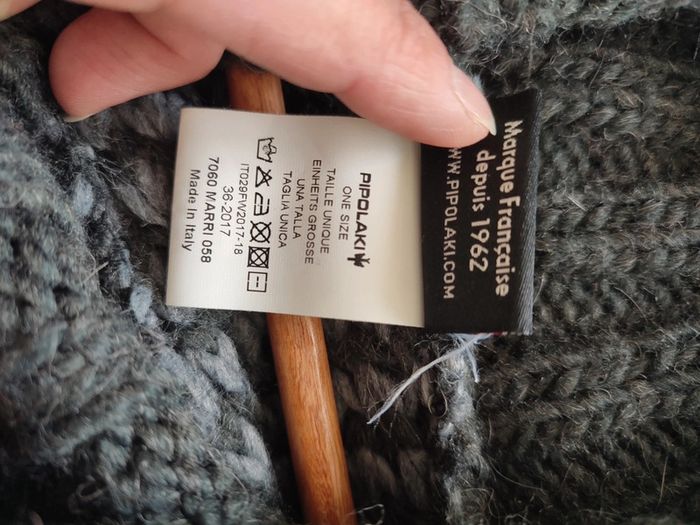 Marque Française
depuis 1962
WW.PIPOLAKI.COM
PIPOLAKI
ONE SIZE
TAILLE UNIQUE
EINHEITS GROSSE
UNA TALLA
TAGLIA UNICA
IT029FW2017-18
36-2017
7060 MARRI 058
Made in Italy